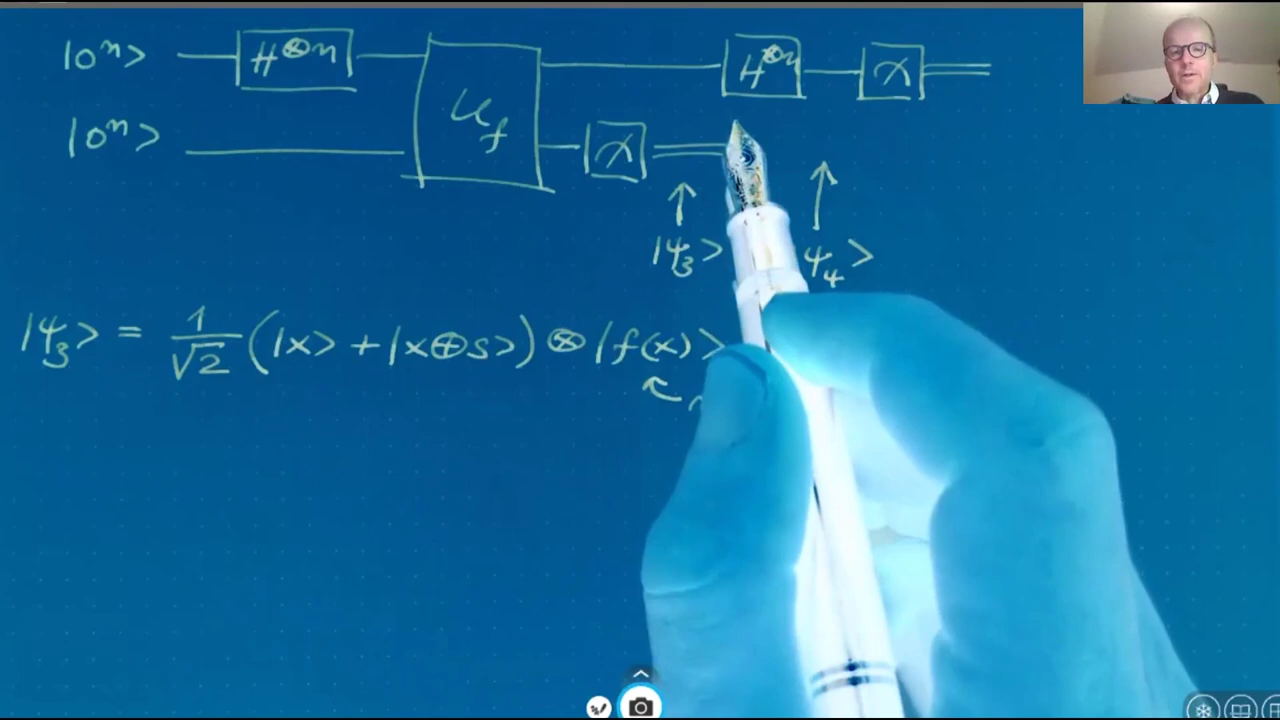 |0ⁿ> H⊗n H⊗n
U_f
|0ⁿ>
|ψ₃> ψ₄>
|ψ₃> = 1/√2 (|x> + |x⊕s>) ⊗ |f(x)>